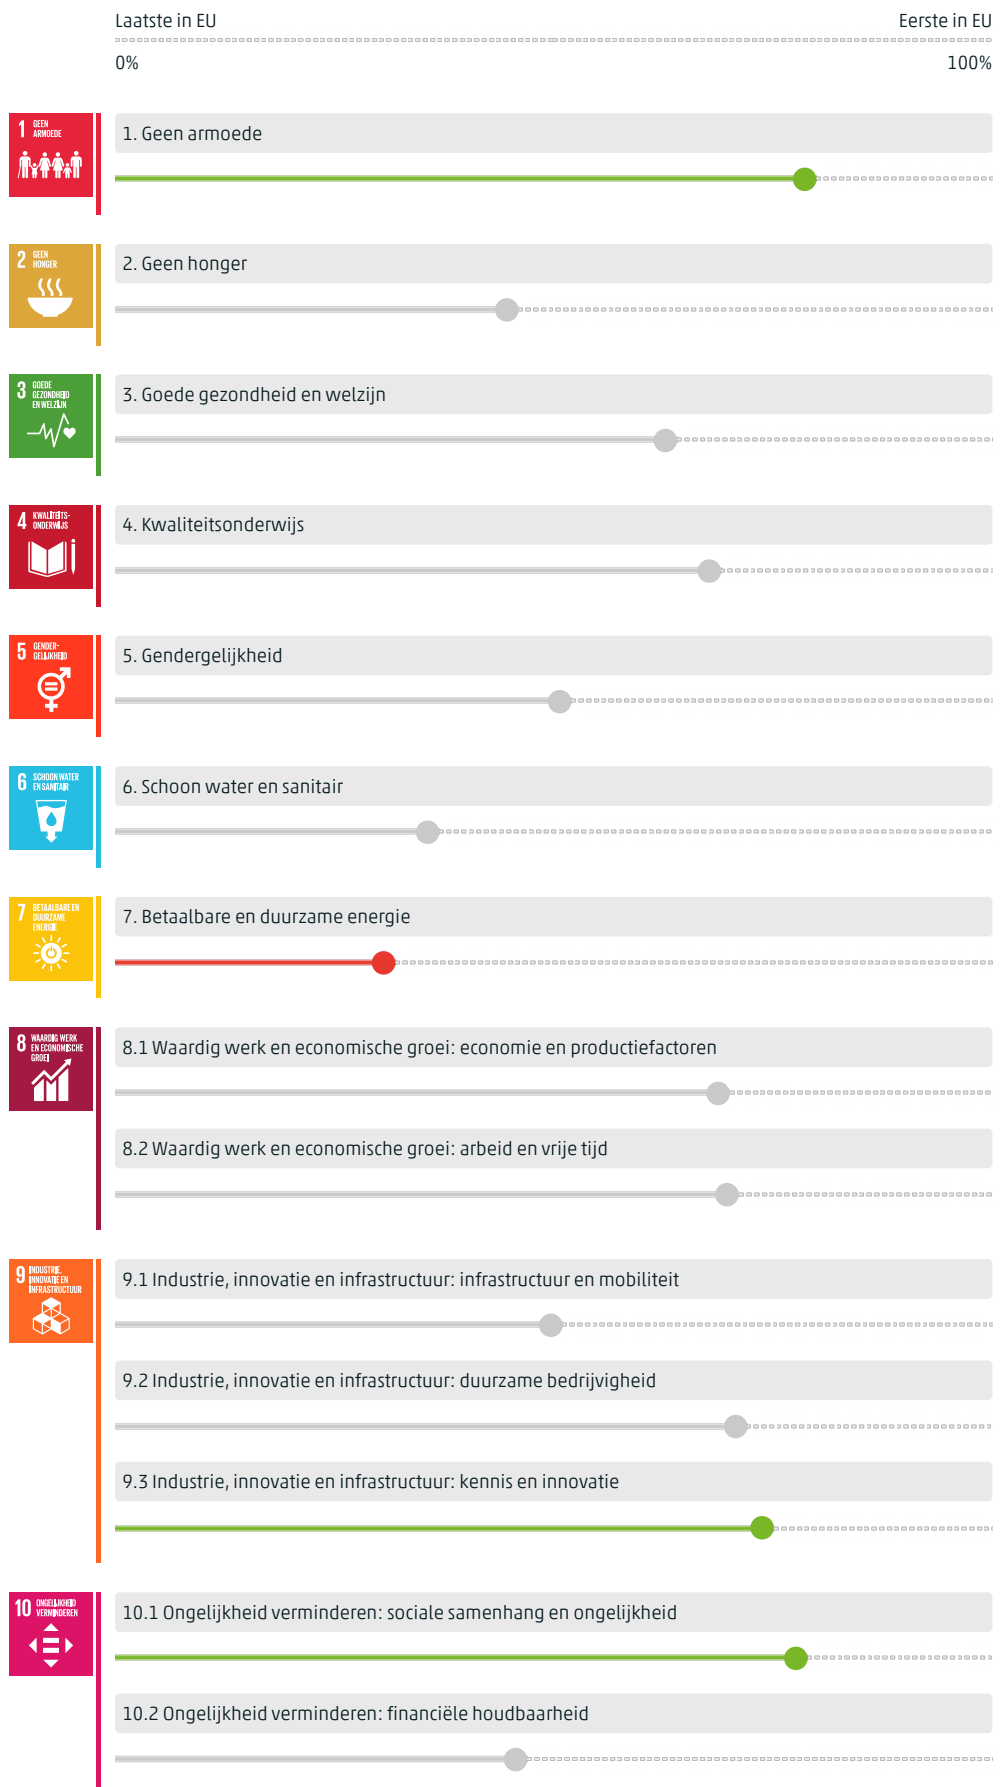 Laatste in EU
Eerste in EU
0%
100%
1 GEEN
ARMOEDE
1. Geen armoede
2 GEEN
HONGER
2. Geen honger
3 GOEDE
GEZONDHEID
EN WELZIJN
3. Goede gezondheid en welzijn
4 KWALITEITS-
ONDERWIJS
4. Kwaliteitsonderwijs
5 GENDER-
GELIJKHEID
5. Gendergelijkheid
6 SCHOON WATER
EN SANITAIR
6. Schoon water en sanitair
7 BETAALBARE EN
DUURZAME
ENERGIE
7. Betaalbare en duurzame energie
8 WAARDIG WERK
EN ECONOMISCHE
GROEI
8.1 Waardig werk en economische groei: economie en productiefactoren
8.2 Waardig werk en economische groei: arbeid en vrije tijd
9 INDUSTRIE,
INNOVATIE EN
INFRASTRUCTUUR
9.1 Industrie, innovatie en infrastructuur: infrastructuur en mobiliteit
9.2 Industrie, innovatie en infrastructuur: duurzame bedrijvigheid
9.3 Industrie, innovatie en infrastructuur: kennis en innovatie
10 ONGELIJKHEID
VERMINDEREN
10.1 Ongelijkheid verminderen: sociale samenhang en ongelijkheid
10.2 Ongelijkheid verminderen: financiële houdbaarheid